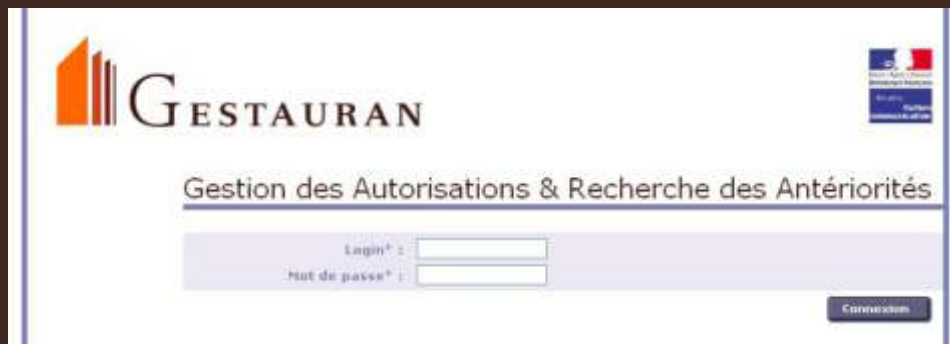 GESTAURAN
Gestion des Autorisations & Recherche des Antériorités
Login* :
Mot de passe* :
Connexion